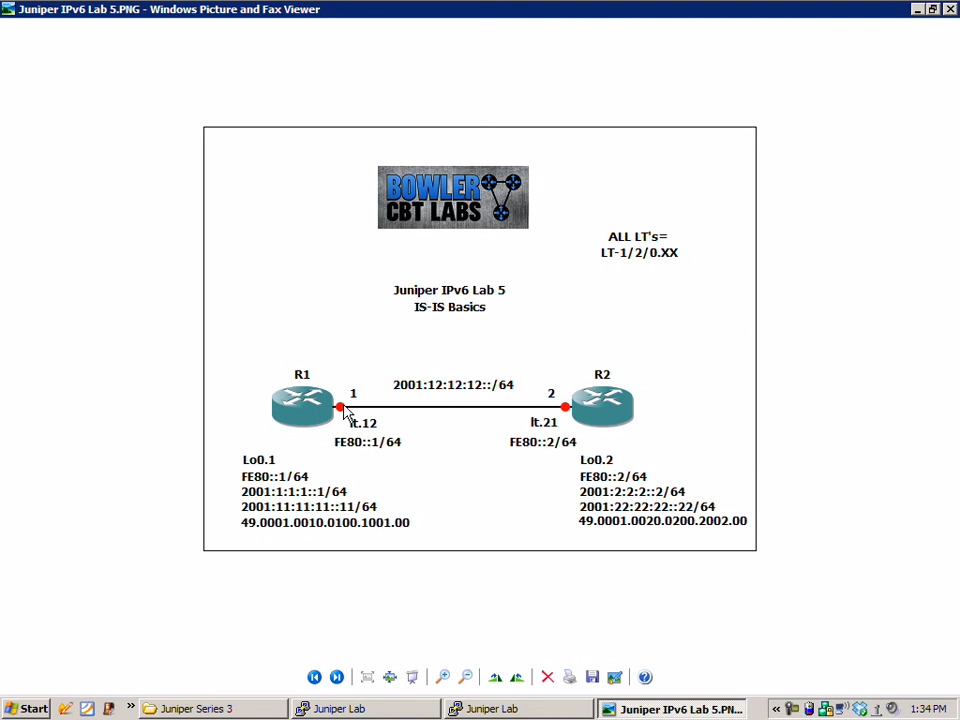 Juniper IPv6 Lab 5.PNG - Windows Picture and Fax Viewer
BOWLER
CBT LABS
ALL LT's=
LT-1/2/0.XX
Juniper IPv6 Lab 5
IS-IS Basics
R1
R2
1
2001:12:12:12::/64
2
lt.12
lt.21
FE80::1/64
FE80::2/64
Lo0.1
FE80::1/64
2001:1:1:1::1/64
2001:11:11:11::11/64
49.0001.0010.0100.1001.00
Lo0.2
FE80::2/64
2001:2:2:2::2/64
2001:22:22:22::22/64
49.0001.0020.0200.2002.00
Start
Juniper Series 3
Juniper Lab
Juniper Lab
Juniper IPv6 Lab 5.PN...
1:34 PM